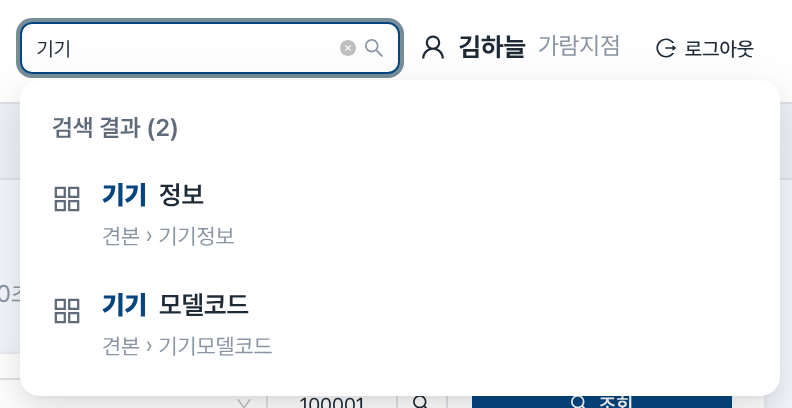 기기 김하늘 가람지점 로그아웃
검색 결과 (2)
기기 정보
견본 › 기기정보
기기 모델코드
견본 › 기기모델코드
100001 조회